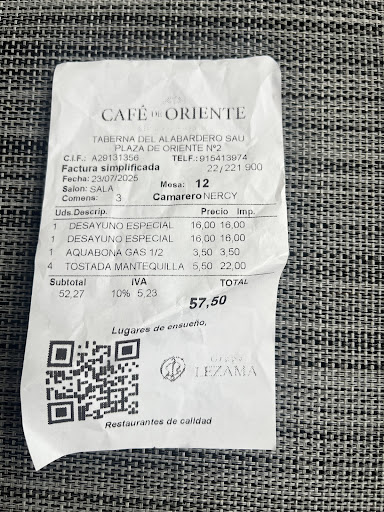 CAFÉ DE ORIENTE
TABERNA DEL ALABARDERO SAU
PLAZA DE ORIENTE Nº2
C.I.F.: A29131356 TELF.:915413974
Factura simplificada 22/221.900
Fecha: 23/07/2025
Salon: SALA Mesa: 12
Comens: 3 Camarero NERCY
Uds. Descrip. Precio Imp.
1 DESAYUNO ESPECIAL 16,00 16,00
1 DESAYUNO ESPECIAL 16,00 16,00
1 AQUABONA GAS 1/2 3,50 3,50
4 TOSTADA MANTEQUILLA 5,50 22,00
Subtotal IVA TOTAL
52,27 10% 5,23 57,50
Lugares de ensueño,
Grupo
LEZAMA
Restaurantes de calidad